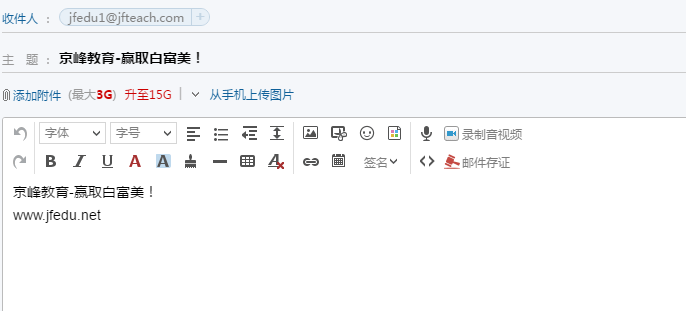 收件人： jfedu1@jfteach.com +
主 题： 京峰教育-赢取白富美！
添加附件 (最大3G) 升至15G | 从手机上传图片
字体 字号 录制音视频
B I U A A A 签名 邮件存证
京峰教育-赢取白富美！
www.jfedu.net